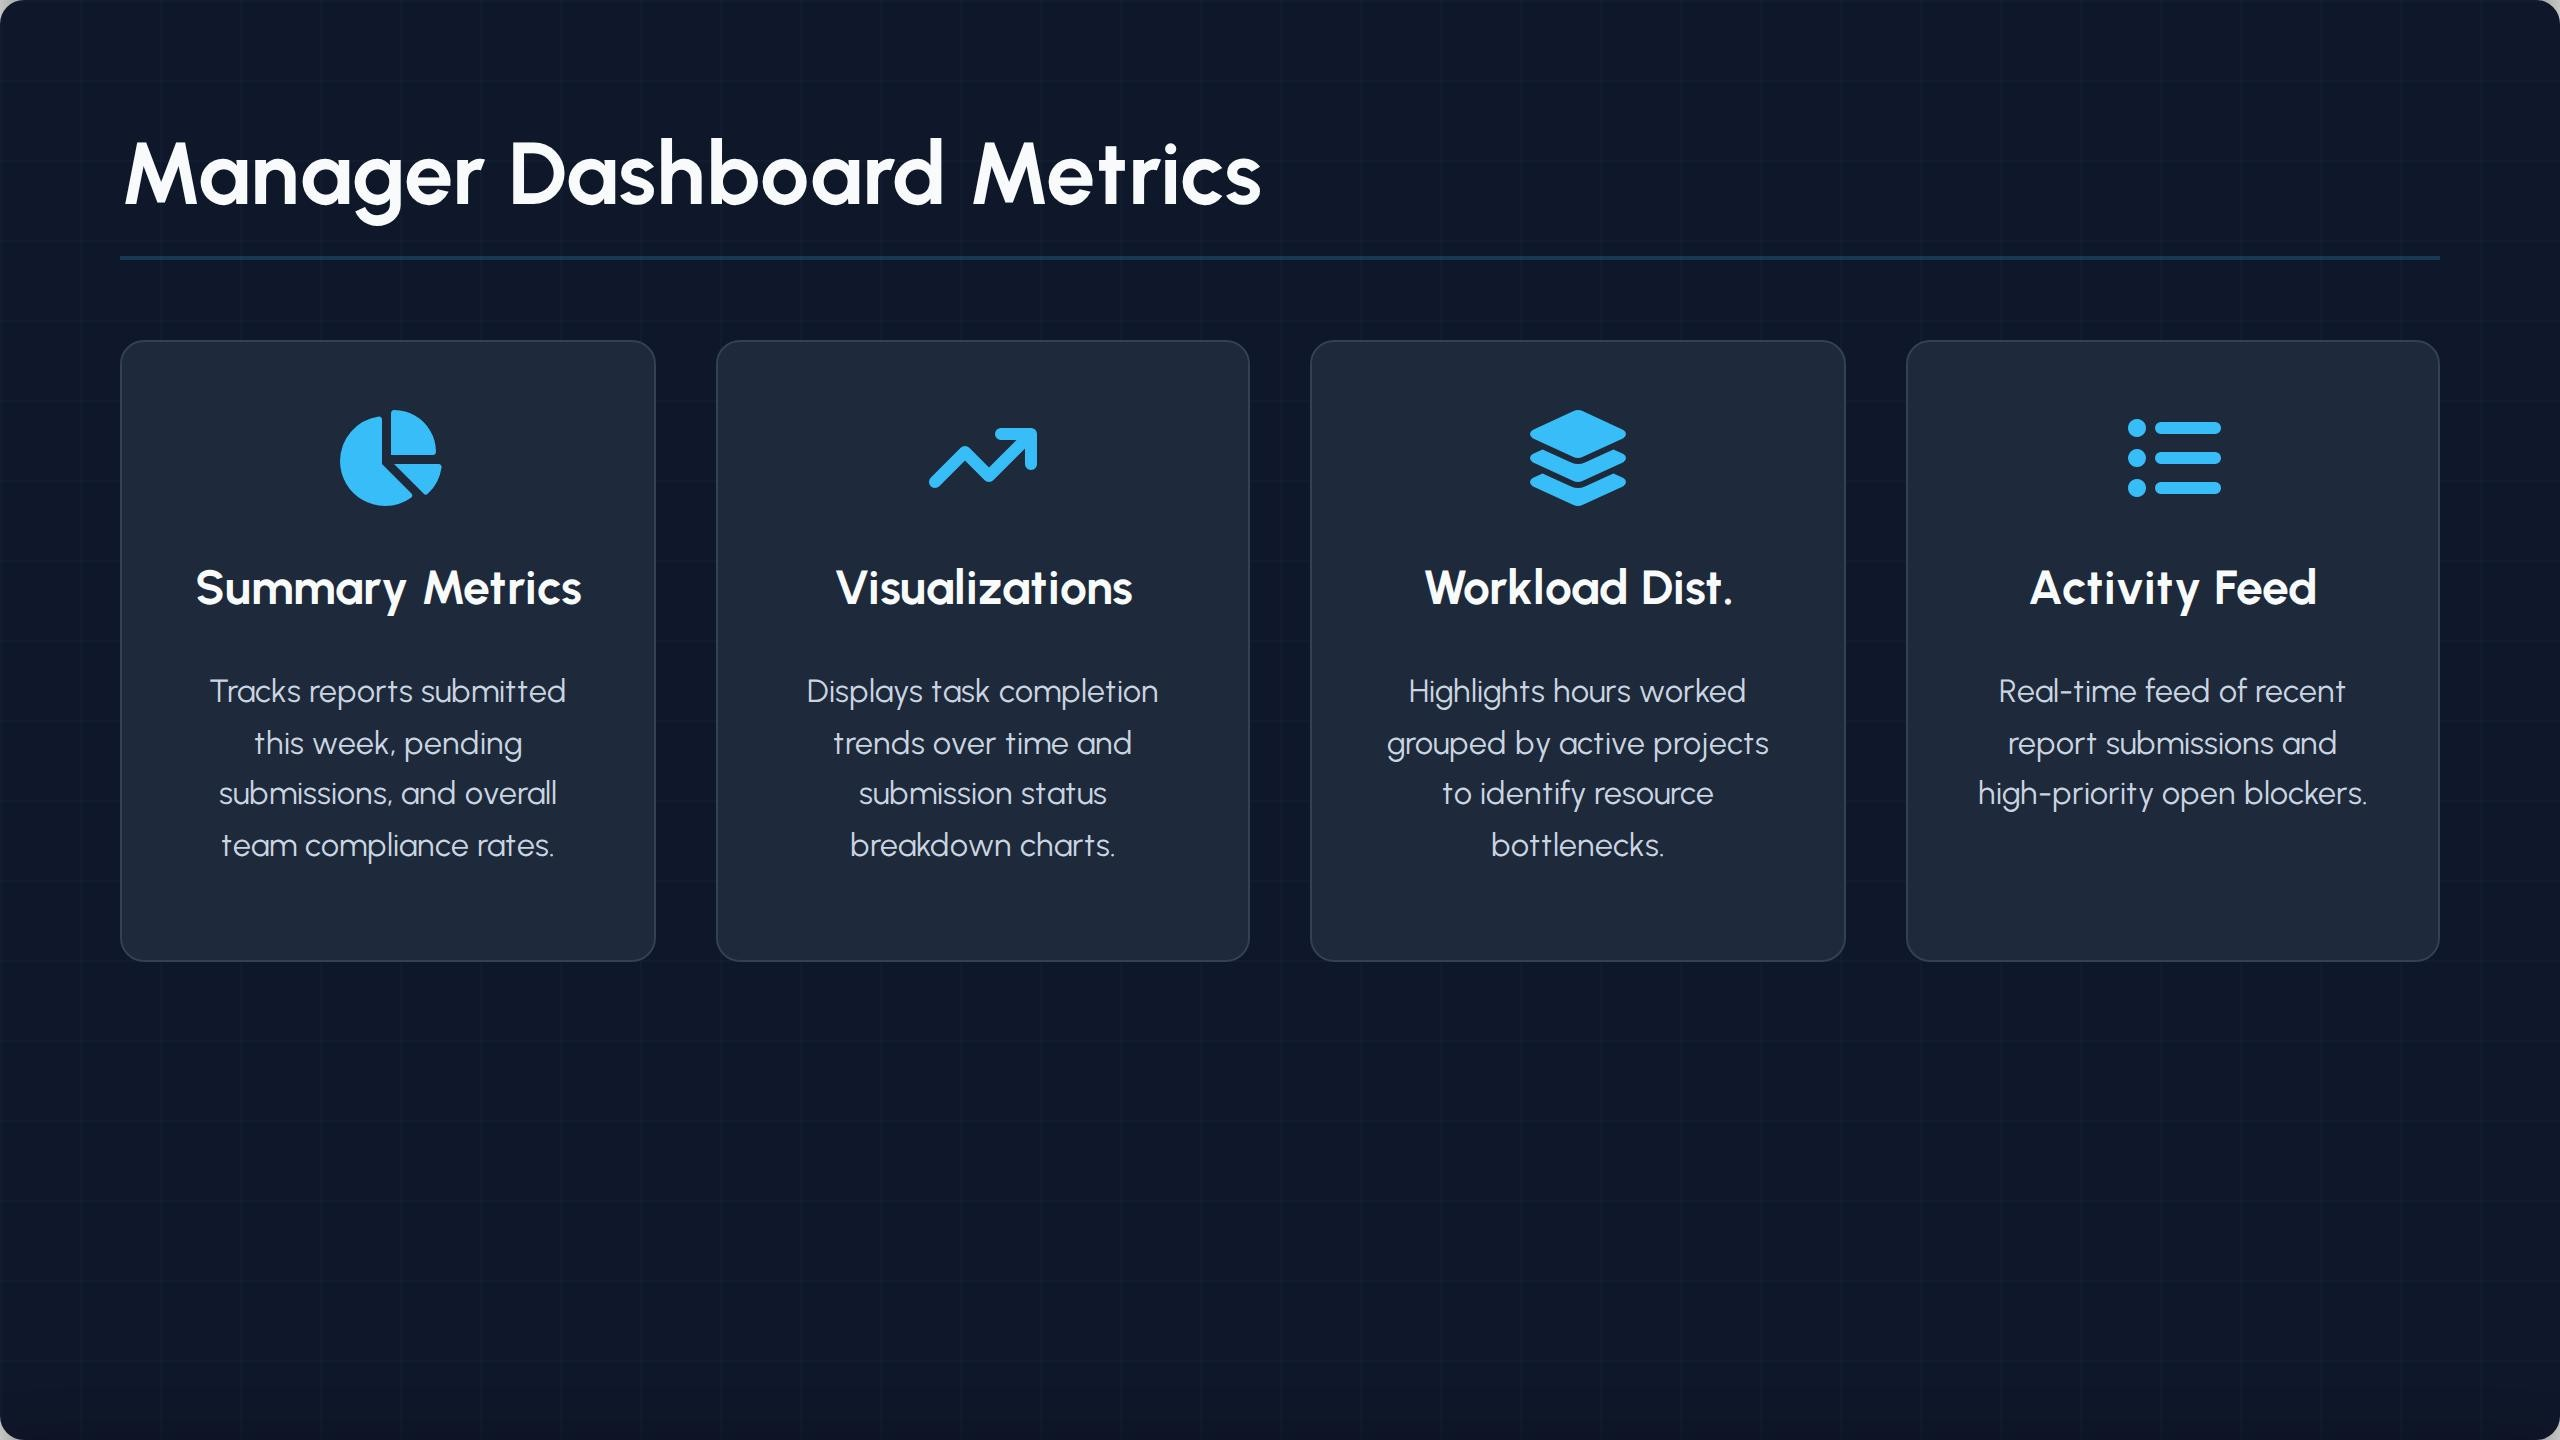 Manager Dashboard Metrics
Summary Metrics
Tracks reports submitted
this week, pending
submissions, and overall
team compliance rates.
Visualizations
Displays task completion
trends over time and
submission status
breakdown charts.
Workload Dist.
Highlights hours worked
grouped by active projects
to identify resource
bottlenecks.
Activity Feed
Real-time feed of recent
report submissions and
high-priority open blockers.